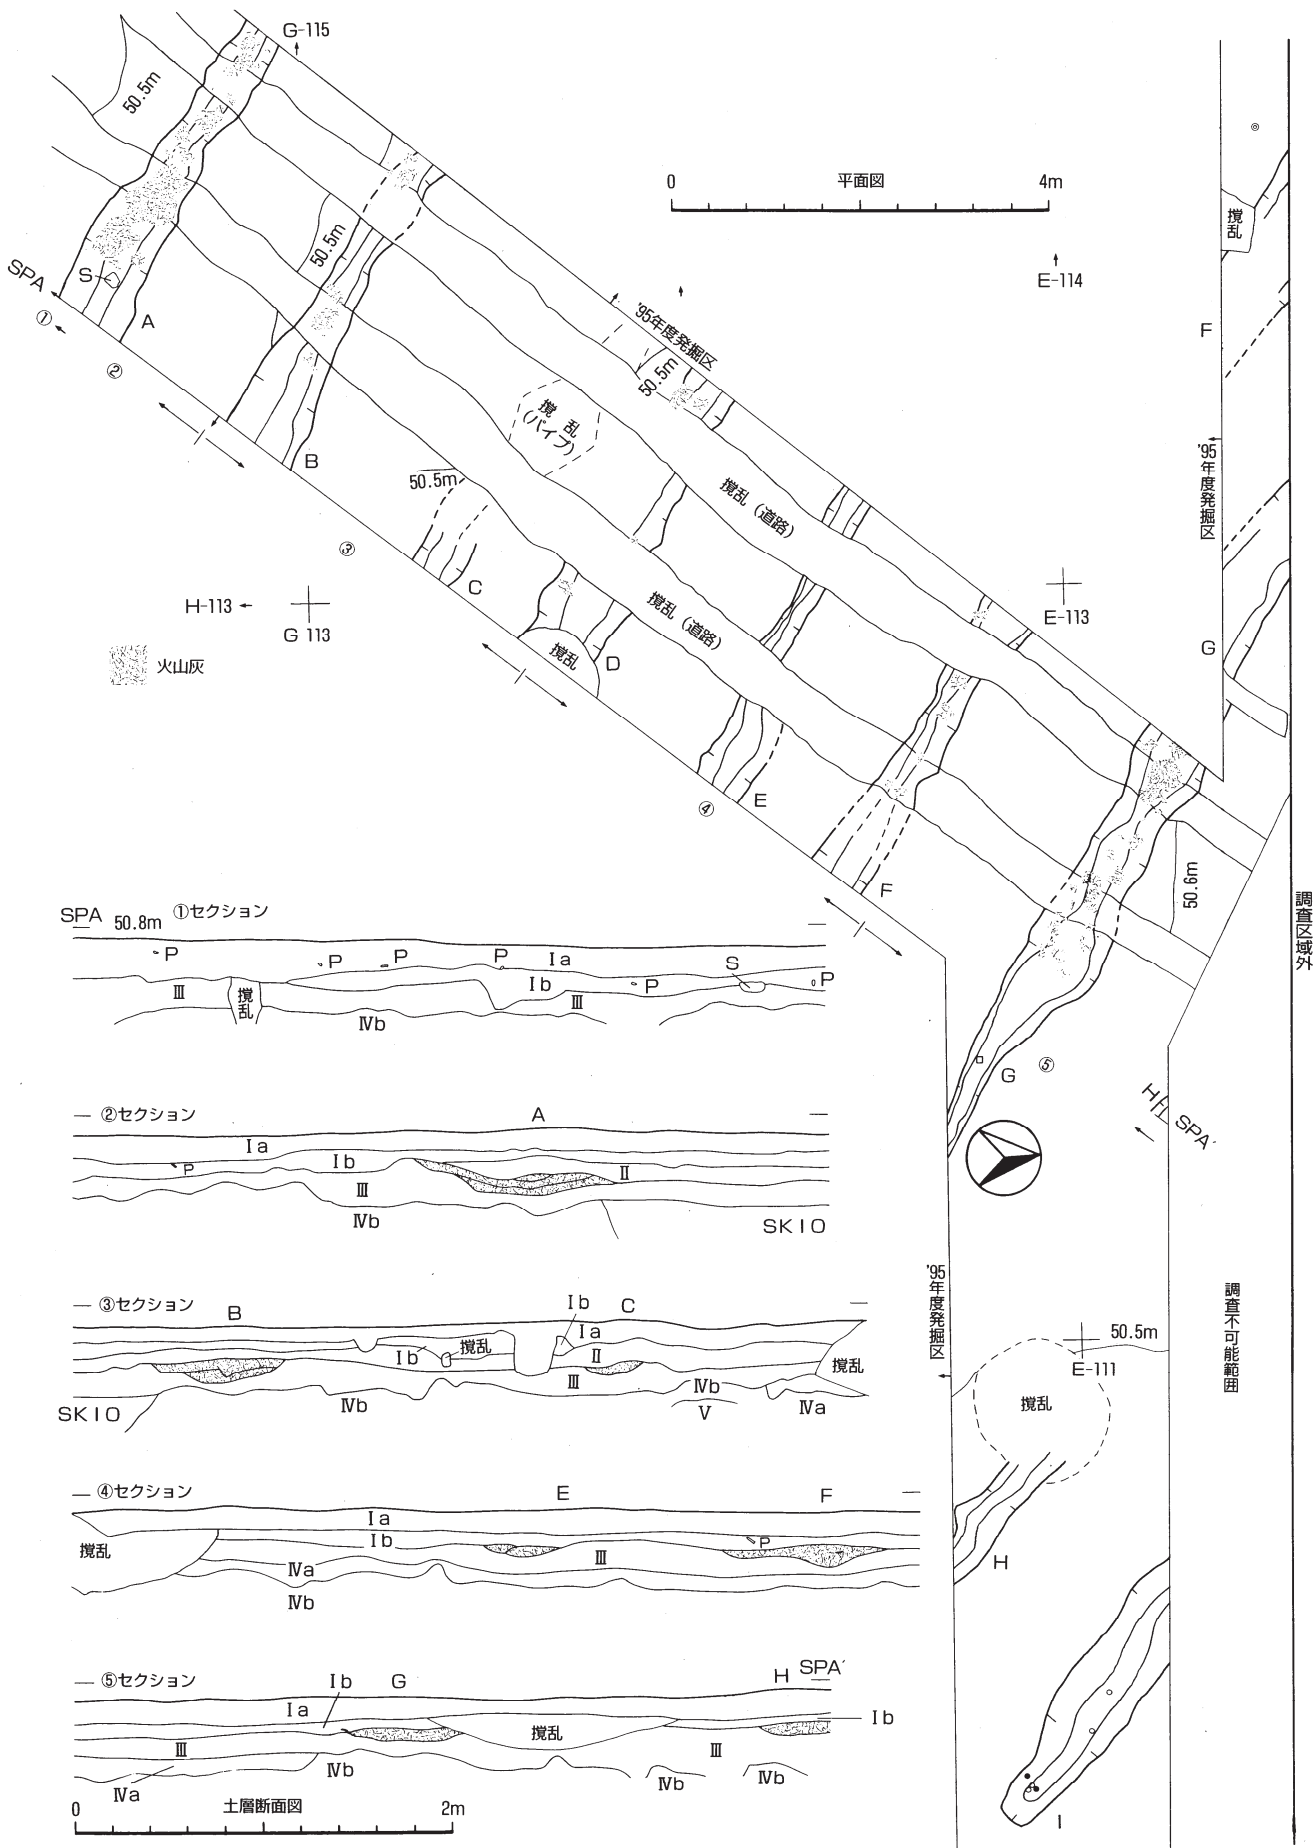 G-115
50.5m
0 平面図 4m
撹乱
SPA
S
A
50.5m
E-114
①
②
'95年度発掘区
F
50.5m
撹乱
(パイプ)
B
50.5m
撹乱(道路)
'95年度発掘区
③
C
H-113
G 113
撹乱(道路)
E-113
G
火山灰
撹乱
D
④
E
F
50.6m
調査区域外
G
⑤
H
SPA'
'95年度発掘区
調査不可能範囲
50.5m
E-111
撹乱
H
I
SPA 50.8m ①セクション
P P P P Ⅰa S
Ⅲ 撹乱 Ⅰb P P
Ⅳb Ⅲ
②セクション A
Ⅰa
P Ⅰb Ⅱ
Ⅲ
Ⅳb SK10
③セクション B Ⅰb C
Ⅰa
Ⅰb 撹乱 Ⅱ 撹乱
Ⅲ
SK10 Ⅳb Ⅳb Ⅳa
Ⅴ
④セクション E F
Ⅰa
撹乱 Ⅰb P
Ⅳa Ⅲ
Ⅳb
⑤セクション Ⅰb G H SPA'
Ⅰa Ⅰb
撹乱
Ⅲ Ⅲ
Ⅳa Ⅳb Ⅳb Ⅳb
0 土層断面図 2m